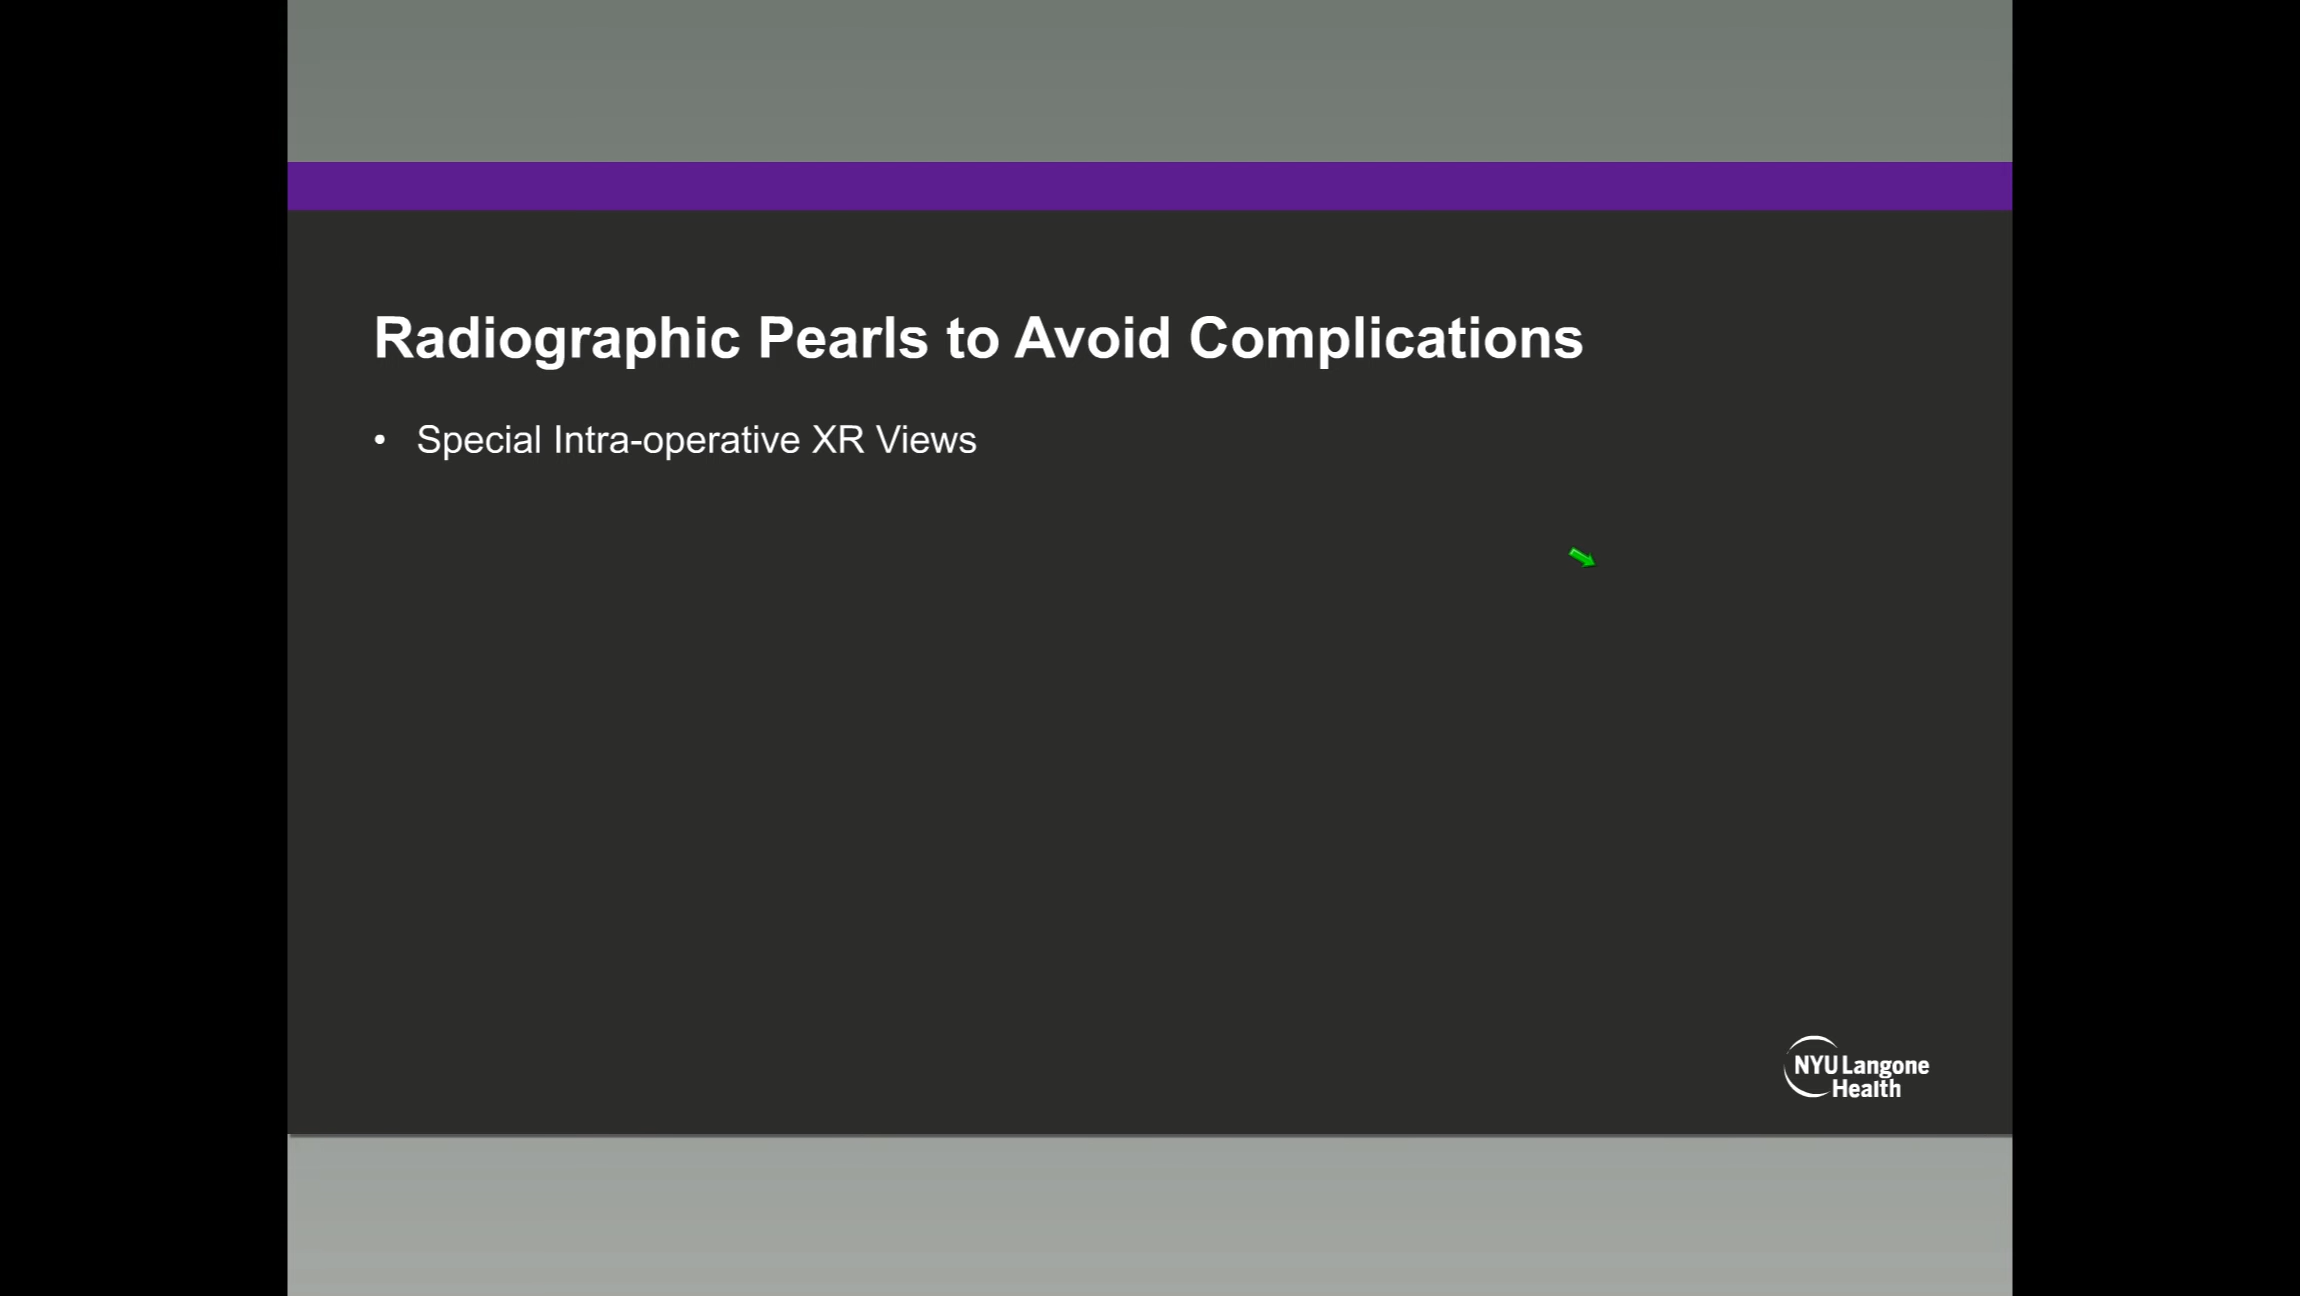 Radiographic Pearls to Avoid Complications
• Special Intra-operative XR Views
NYU Langone
Health